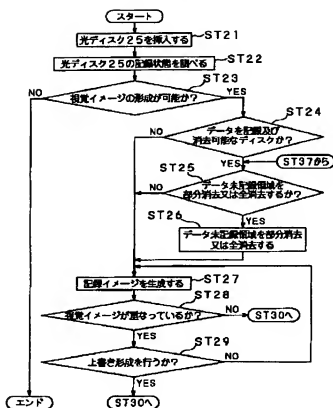 スタート
ST21
光ディスク25を挿入する
ST22
光ディスク25の記録状態を調べる
ST23
視覚イメージの形成が可能か?
NO
YES
ST24
データを記録及び
消去可能なディスクか?
NO
YES
ST37から
ST25
データ未記録領域を
部分消去又は全消去するか?
NO
YES
ST26
データ未記録領域を部分消去
又は全消去する
ST27
記録イメージを生成する
ST28
視覚イメージが重なっているか?
NO
ST30へ
YES
ST29
上書き形成を行うか?
NO
YES
エンド
ST30へ